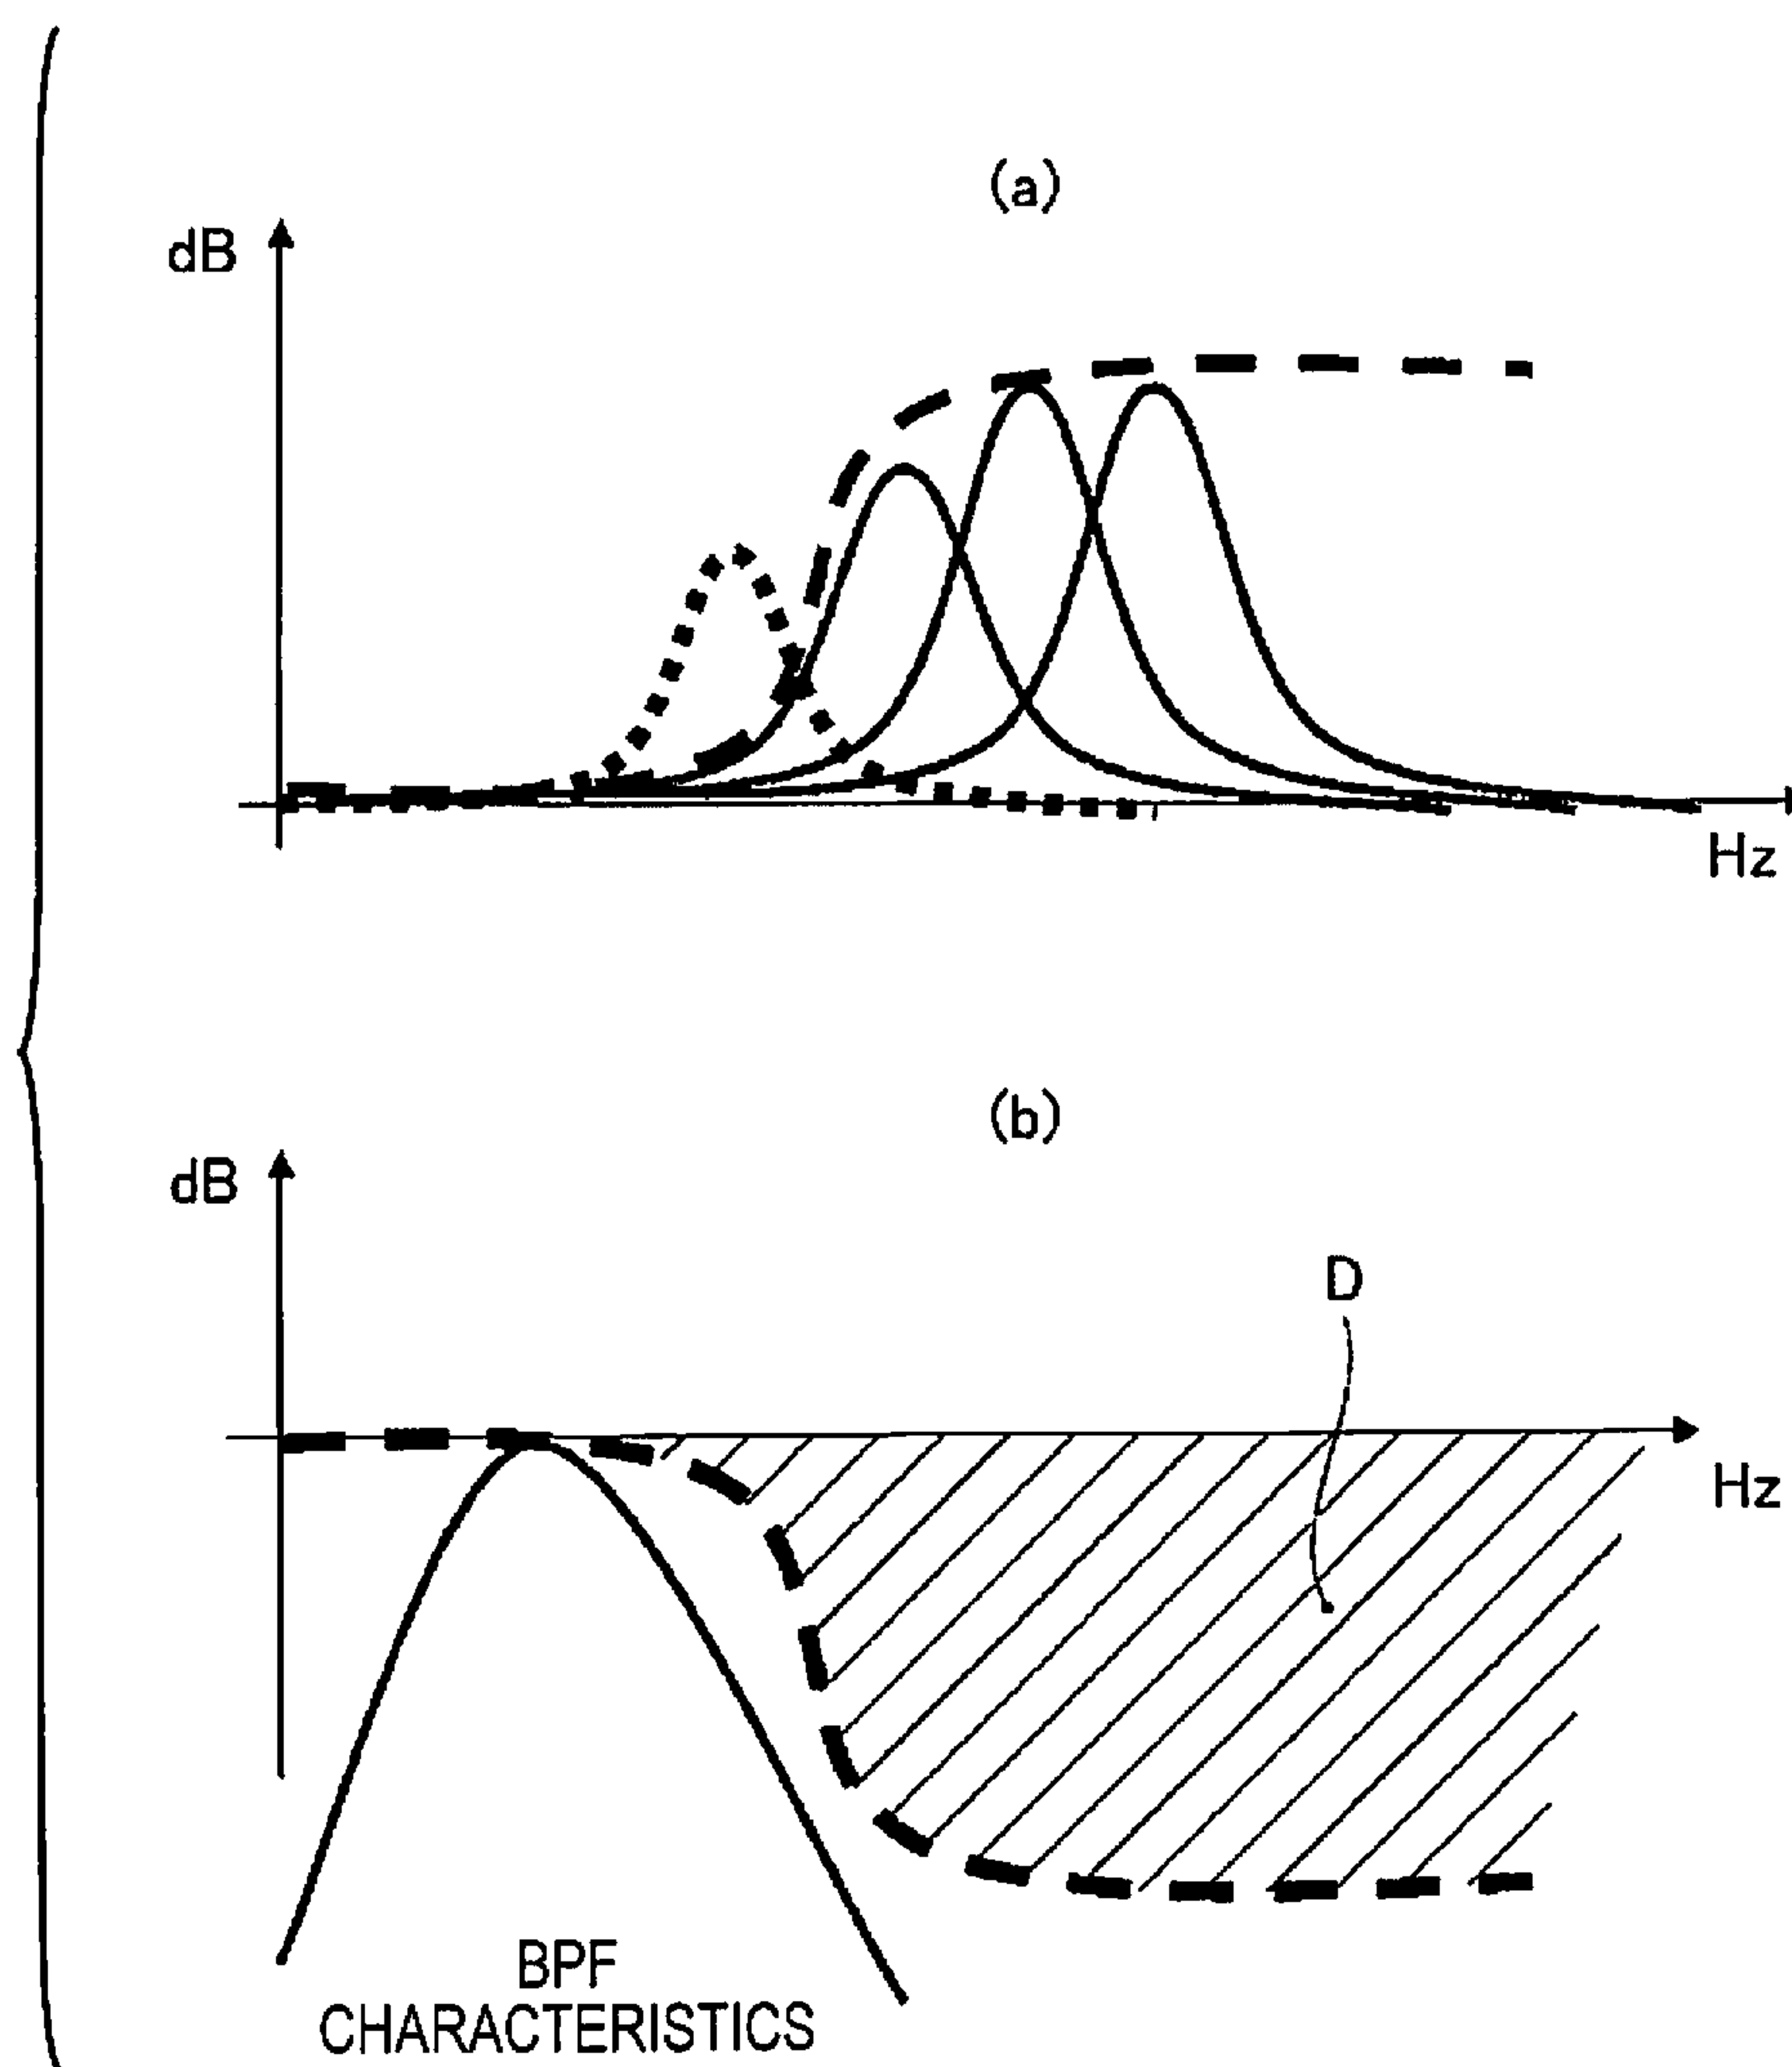 (a)
dB
Hz
(b)
dB
D
Hz
BPF
CHARACTERISTICS